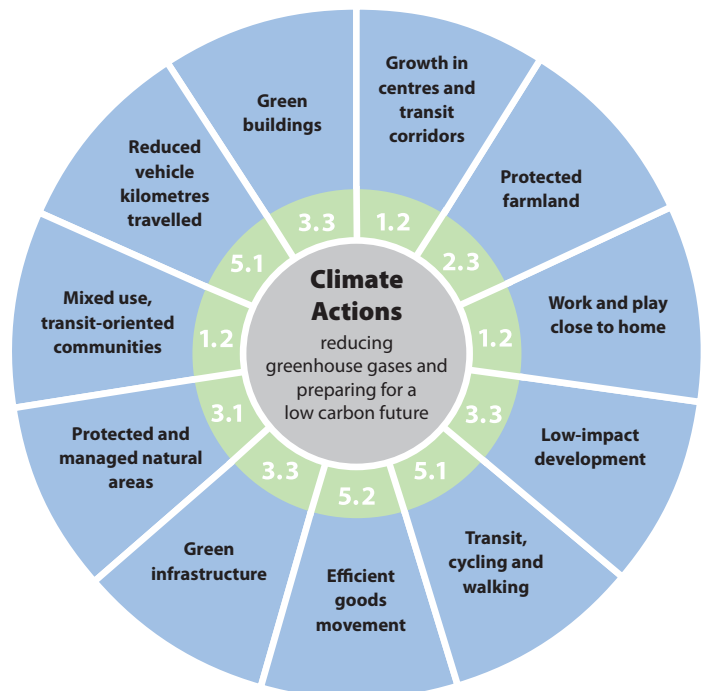 Climate
Actions
reducing
greenhouse gases and
preparing for a
low carbon future
Growth in
centres and
transit
corridors
1.2
Protected
farmland
2.3
Work and play
close to home
1.2
Low-impact
development
3.3
Transit,
cycling and
walking
5.1
Efficient
goods
movement
5.2
Green
infrastructure
3.3
Protected and
managed natural
areas
3.1
Mixed use,
transit-oriented
communities
1.2
Reduced
vehicle
kilometres
travelled
5.1
Green
buildings
3.3